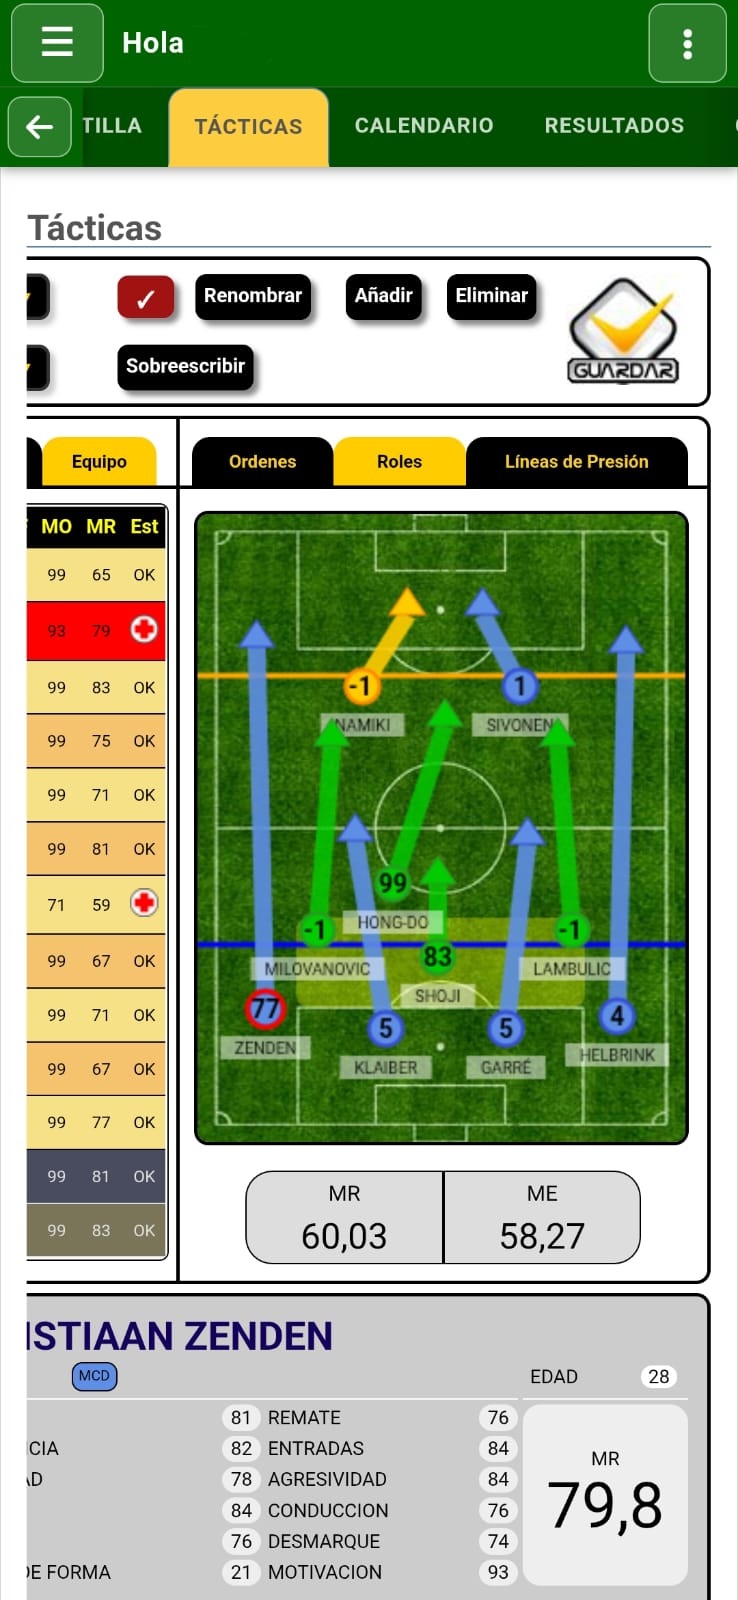 Hola
TILLA TÁCTICAS CALENDARIO RESULTADOS
Tácticas
✓ Renombrar Añadir Eliminar
GUARDAR
Sobreescribir
Equipo
Ordenes Roles Líneas de Presión
MO MR Est
99 65 OK
93 79
99 83 OK
99 75 OK
99 71 OK
99 81 OK
71 59
99 67 OK
99 71 OK
99 67 OK
99 77 OK
99 81 OK
99 83 OK
-1 1
NAMIKI SIVONEN
99
HONG-DO
-1 -1
83
MILOVANOVIC LAMBULIC
SHOJI
77 5 5 4
ZENDEN KLAIBER GARRÉ HELBRINK
MR ME
60,03 58,27
ISTIAAN ZENDEN
MCD
EDAD 28
81 REMATE 76
CIA 82 ENTRADAS 84
AD 78 AGRESIVIDAD 84
84 CONDUCCION 76
76 DESMARQUE 74
DE FORMA 21 MOTIVACION 93
MR
79,8